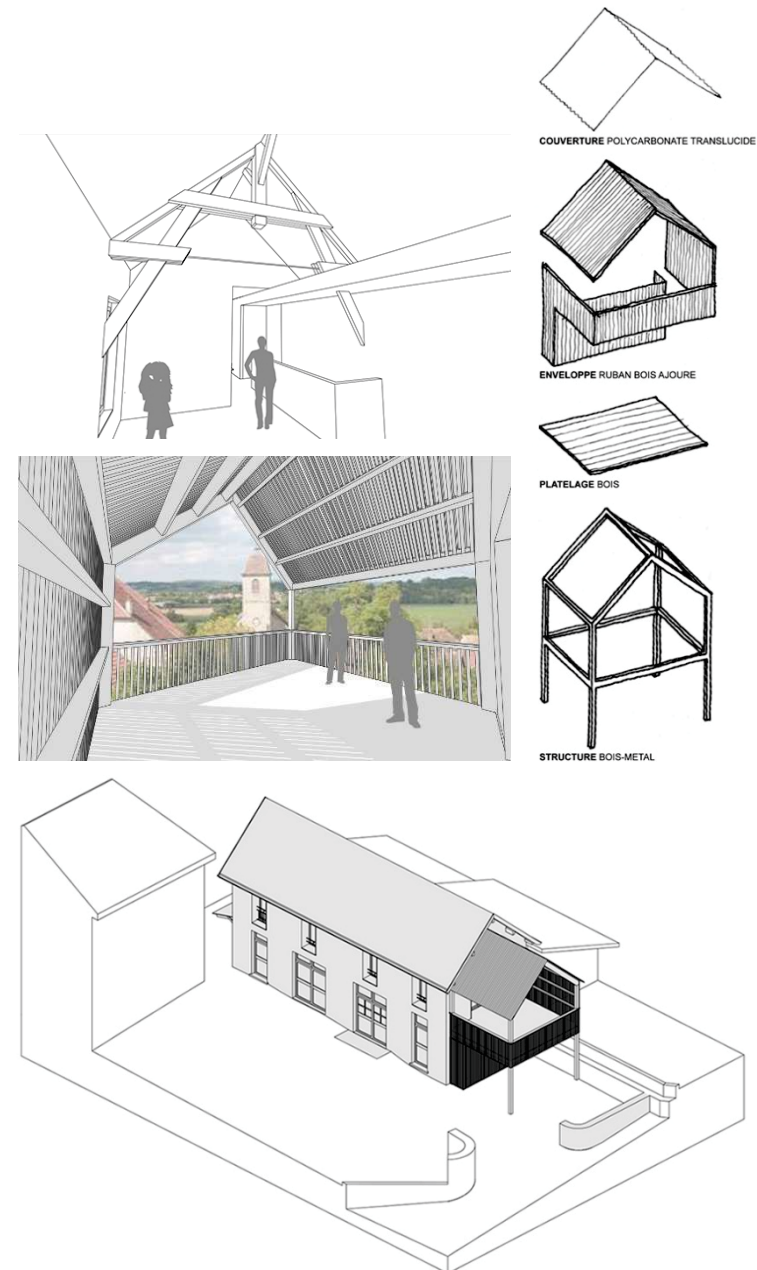 COUVERTURE POLYCARBONATE TRANSLUCIDE
ENVELOPPE RUBAN BOIS AJOURE
PLATELAGE BOIS
STRUCTURE BOIS-METAL